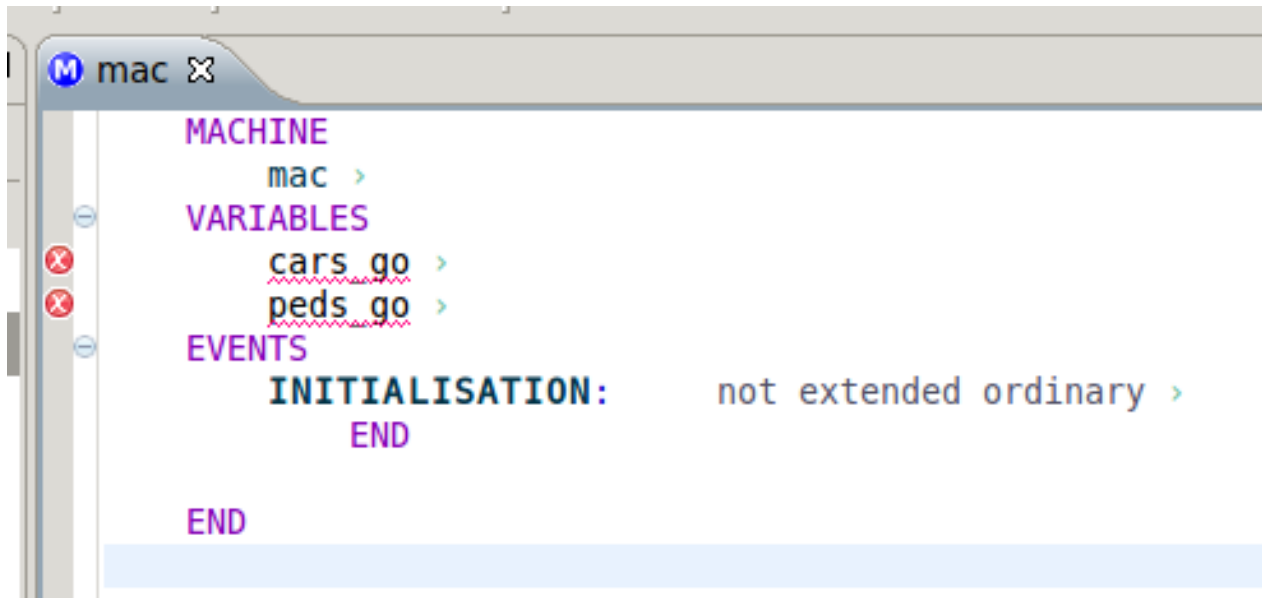 mac
MACHINE
mac ›
VARIABLES
cars_go ›
peds_go ›
EVENTS
INITIALISATION: not extended ordinary ›
END
END